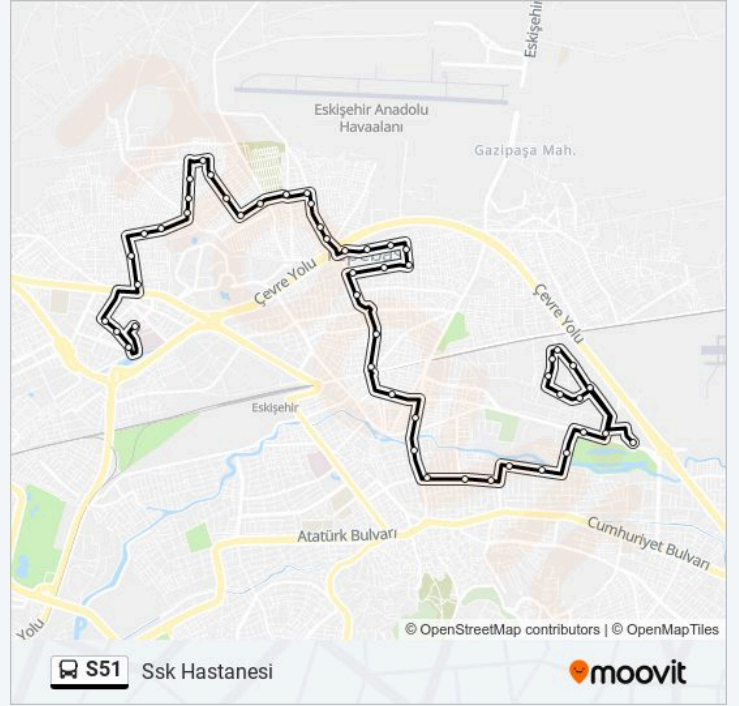 Eskişehir
Eskişehir Anadolu
Havaalanı
Gazipaşa Mah.
Çevre Yolu
Çevre Yolu
Eskişehir
Atatürk Bulvarı
Cumhuriyet Bulvarı
Yolu
© OpenStreetMap contributors | © OpenMapTiles
S51 Ssk Hastanesi
moovit